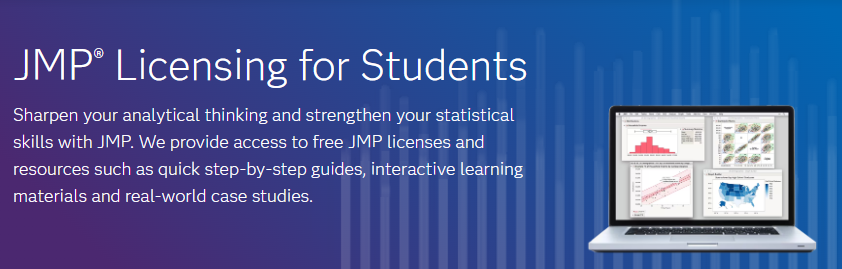 JMP® Licensing for Students
Sharpen your analytical thinking and strengthen your statistical
skills with JMP. We provide access to free JMP licenses and
resources such as quick step-by-step guides, interactive learning
materials and real-world case studies.